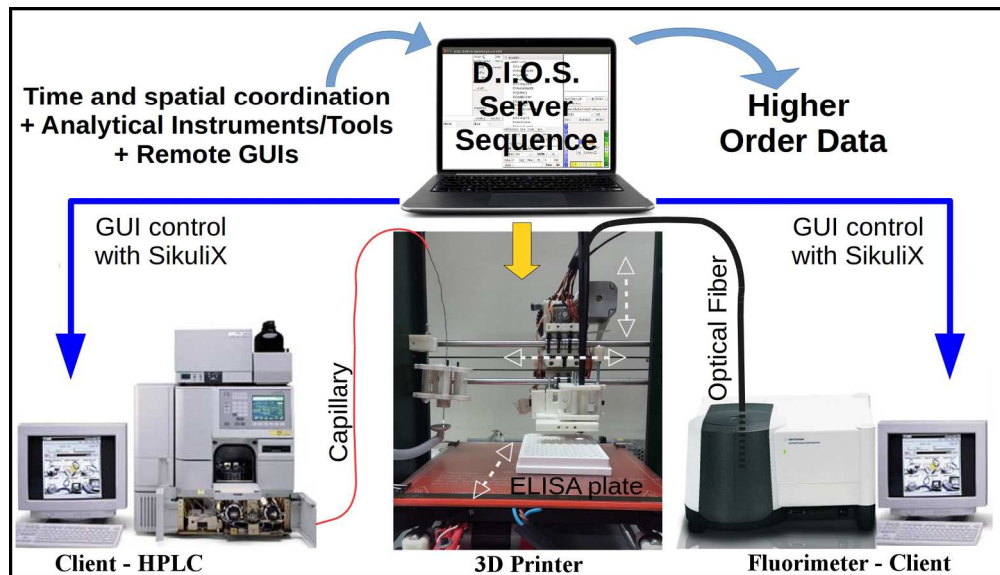 Time and spatial coordination
+ Analytical Instruments/Tools
+ Remote GUIs
D.I.O.S.
Server
Sequence
Higher
Order Data
GUI control
with SikuliX
GUI control
with SikuliX
Capillary
Optical Fiber
ELISA plate
Client - HPLC
3D Printer
Fluorimeter - Client